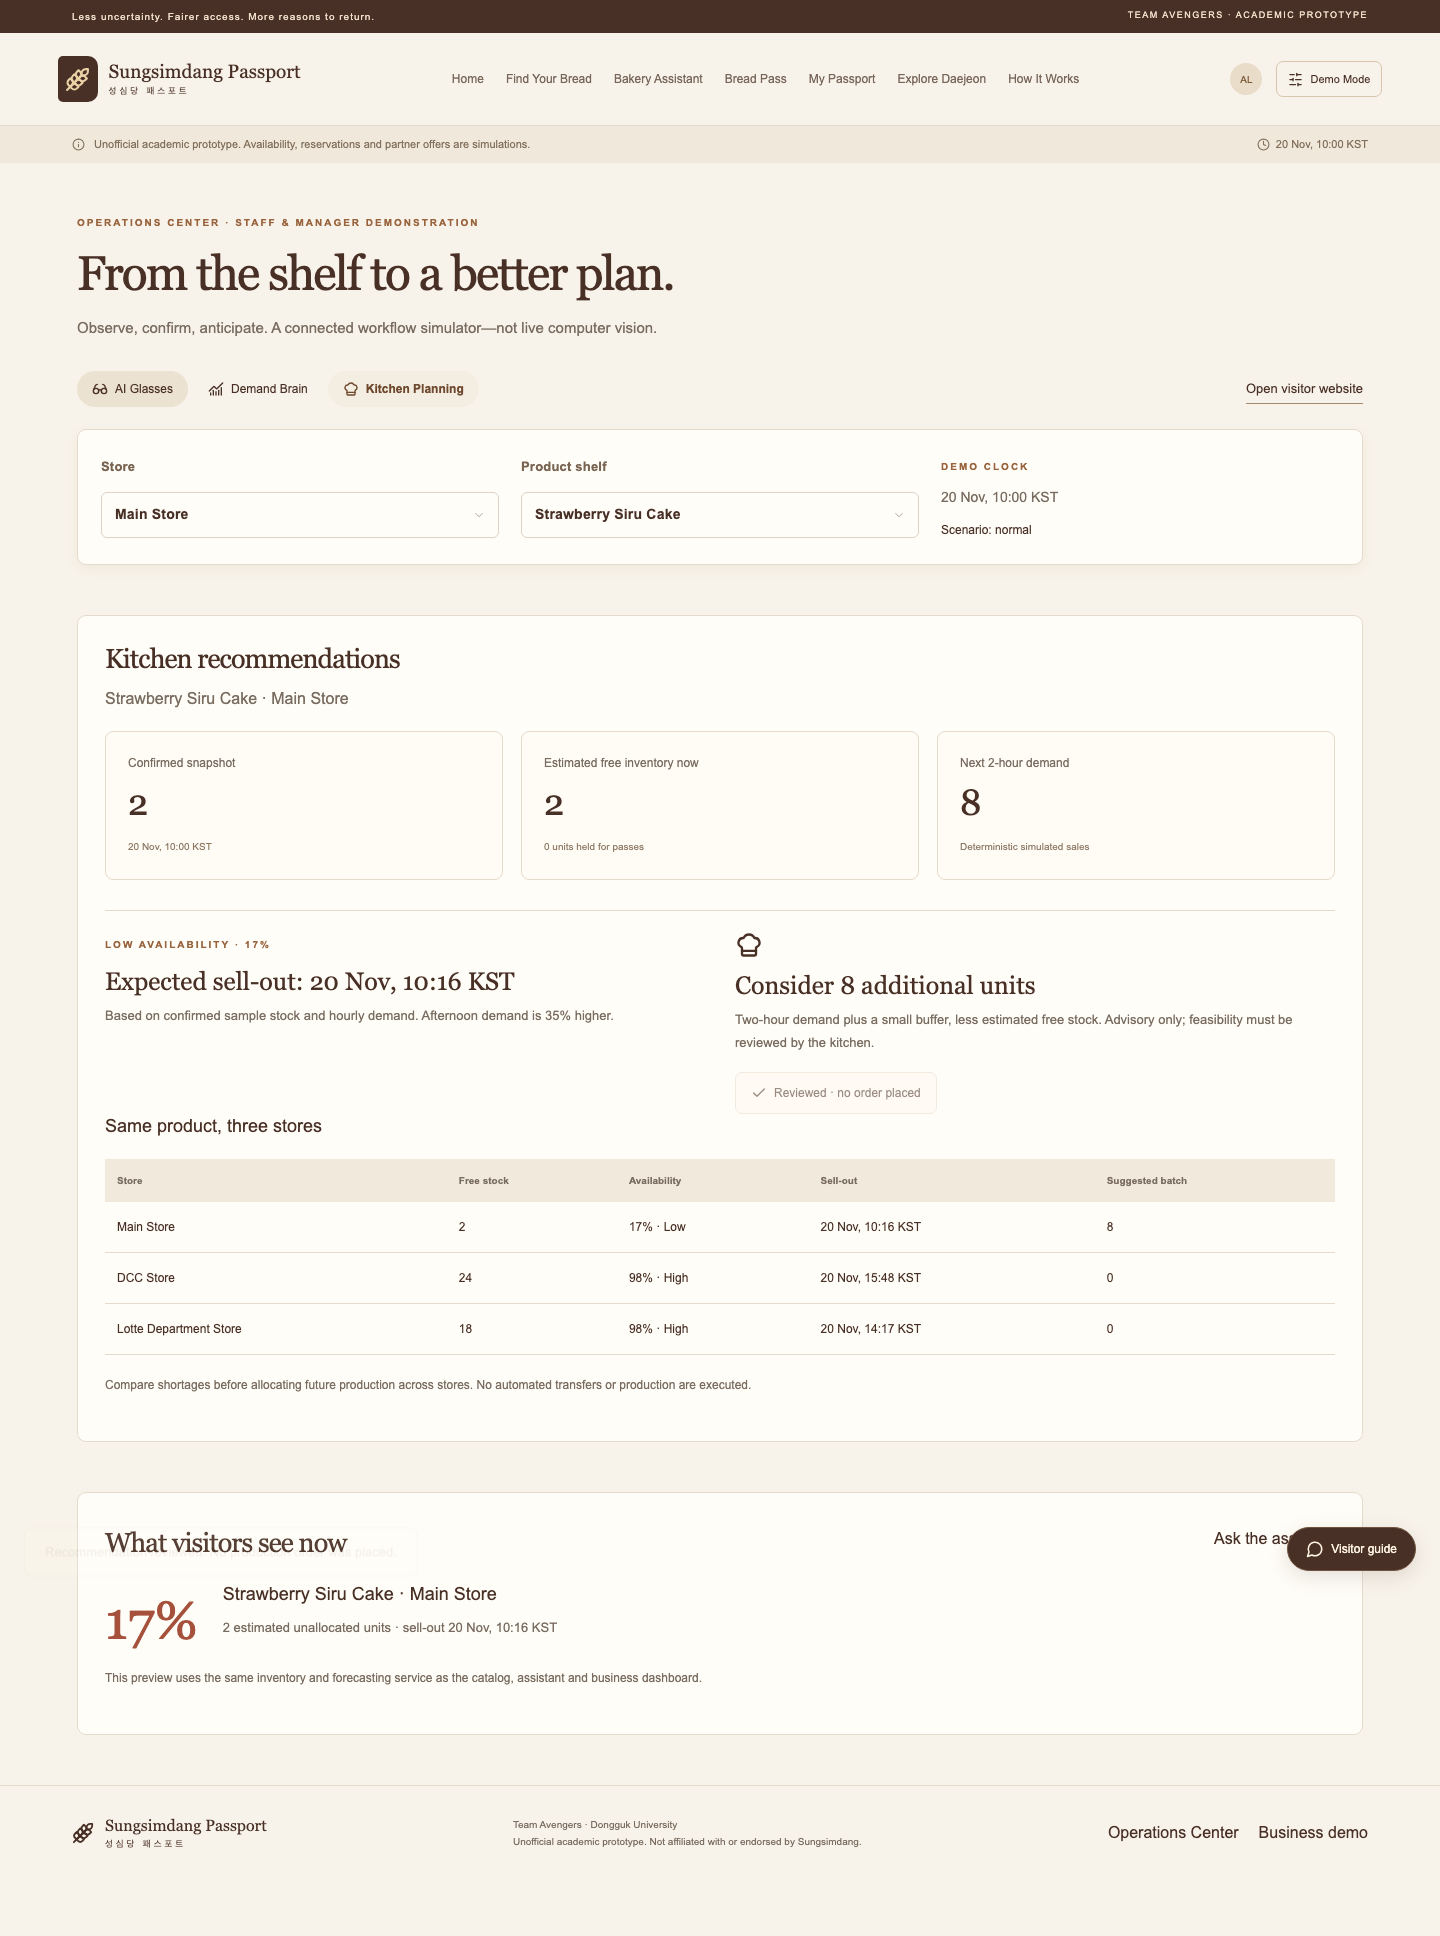 Less uncertainty. Fairer access. More reasons to return.
TEAM AVENGERS · ACADEMIC PROTOTYPE
Sungsimdang Passport
성심당 패스포트
Home
Find Your Bread
Bakery Assistant
Bread Pass
My Passport
Explore Daejeon
How It Works
AL
Demo Mode
Unofficial academic prototype. Availability, reservations and partner offers are simulations.
20 Nov, 10:00 KST
OPERATIONS CENTER · STAFF & MANAGER DEMONSTRATION
From the shelf to a better plan.
Observe, confirm, anticipate. A connected workflow simulator—not live computer vision.
AI Glasses
Demand Brain
Kitchen Planning
Open visitor website
Store
Main Store
Product shelf
Strawberry Siru Cake
DEMO CLOCK
20 Nov, 10:00 KST
Scenario: normal
Kitchen recommendations
Strawberry Siru Cake · Main Store
Confirmed snapshot
2
20 Nov, 10:00 KST
Estimated free inventory now
2
0 units held for passes
Next 2-hour demand
8
Deterministic simulated sales
LOW AVAILABILITY · 17%
Expected sell-out: 20 Nov, 10:16 KST
Based on confirmed sample stock and hourly demand. Afternoon demand is 35% higher.
Consider 8 additional units
Two-hour demand plus a small buffer, less estimated free stock. Advisory only; feasibility must be
reviewed by the kitchen.
Reviewed · no order placed
Same product, three stores
Store Free stock Availability Sell-out Suggested batch
Main Store 2 17% · Low 20 Nov, 10:16 KST 8
DCC Store 24 98% · High 20 Nov, 15:48 KST 0
Lotte Department Store 18 98% · High 20 Nov, 14:17 KST 0
Compare shortages before allocating future production across stores. No automated transfers or production are executed.
What visitors see now
Ask the
Visitor guide
placed.
17%
Strawberry Siru Cake · Main Store
2 estimated unallocated units · sell-out 20 Nov, 10:16 KST
This preview uses the same inventory and forecasting service as the catalog, assistant and business dashboard.
Sungsimdang Passport
성심당 패스포트
Team Avengers · Dongguk University
Unofficial academic prototype. Not affiliated with or endorsed by Sungsimdang.
Operations Center
Business demo